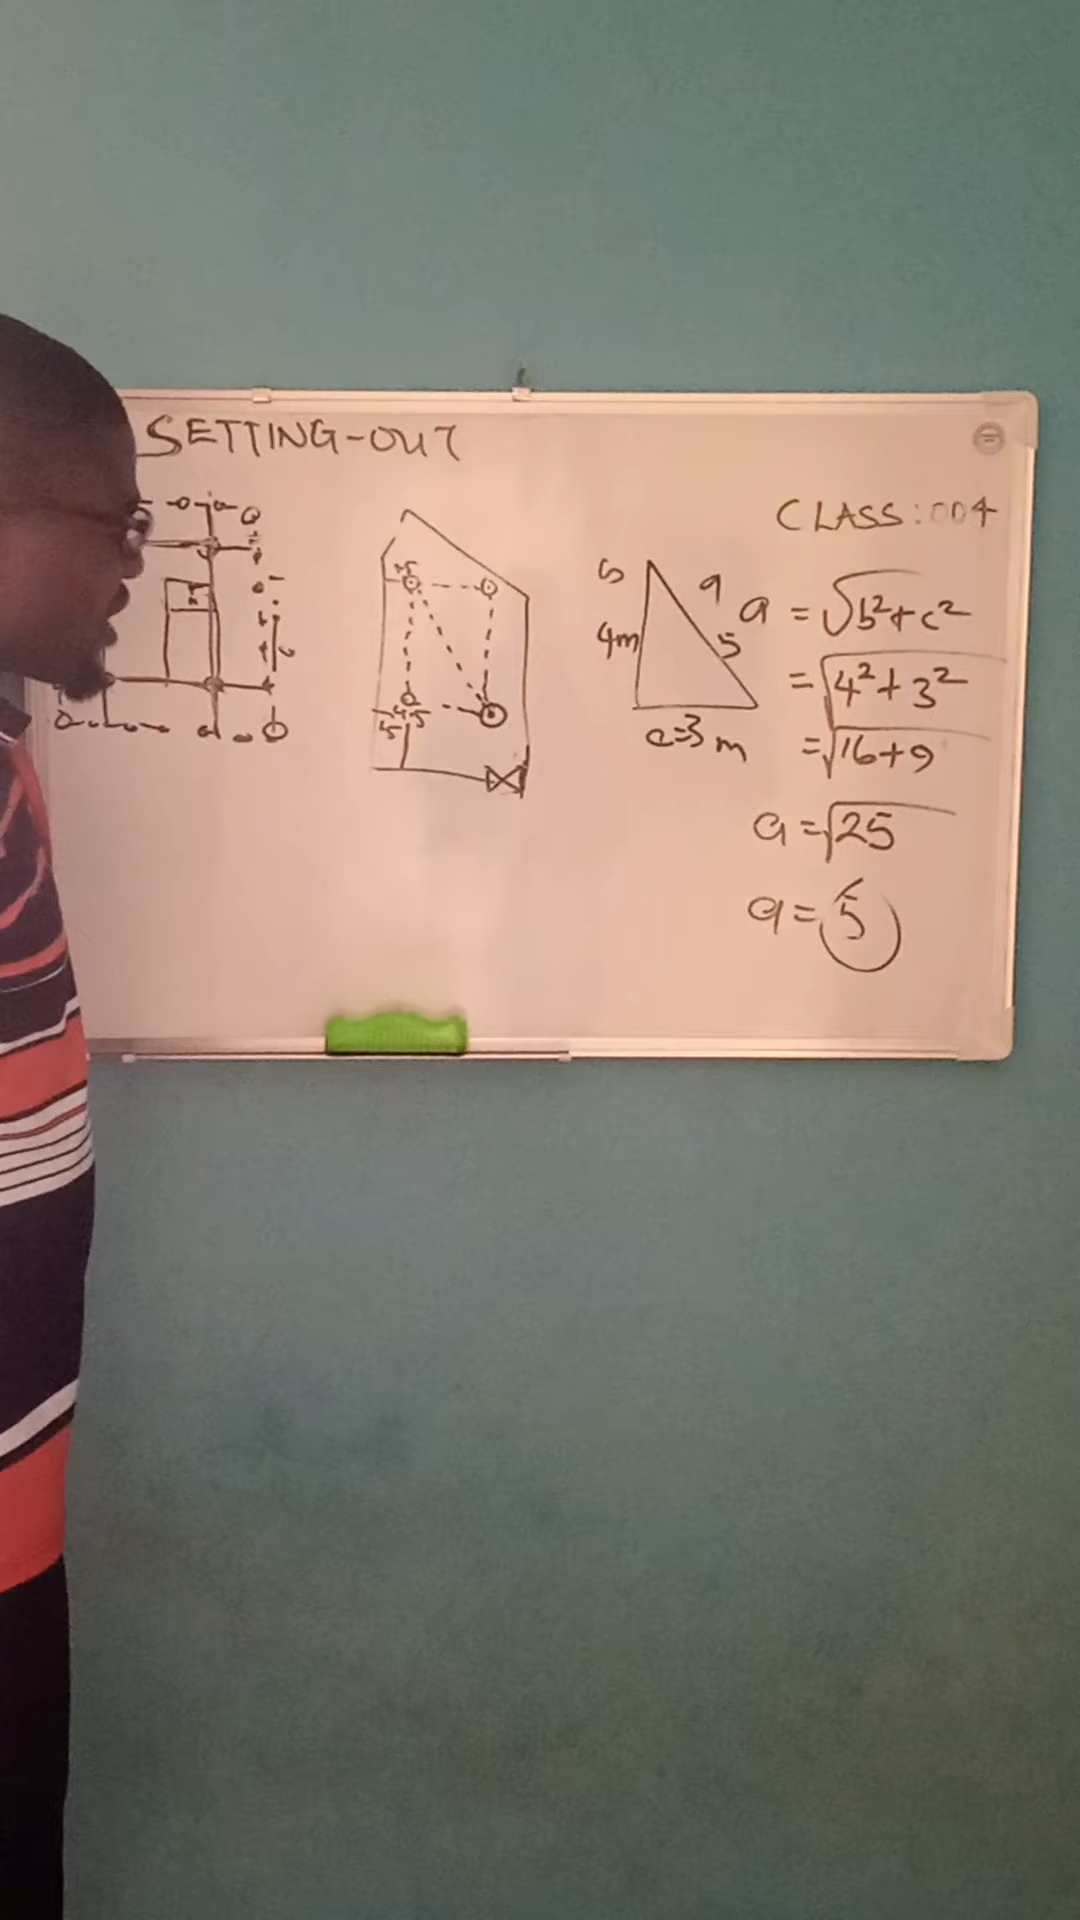 SETTING-OUT
CLASS:004
b
a
4m
5
c=3 m
a = √b²+c²
= √4²+3²
= √16+9
a = √25
a = 5